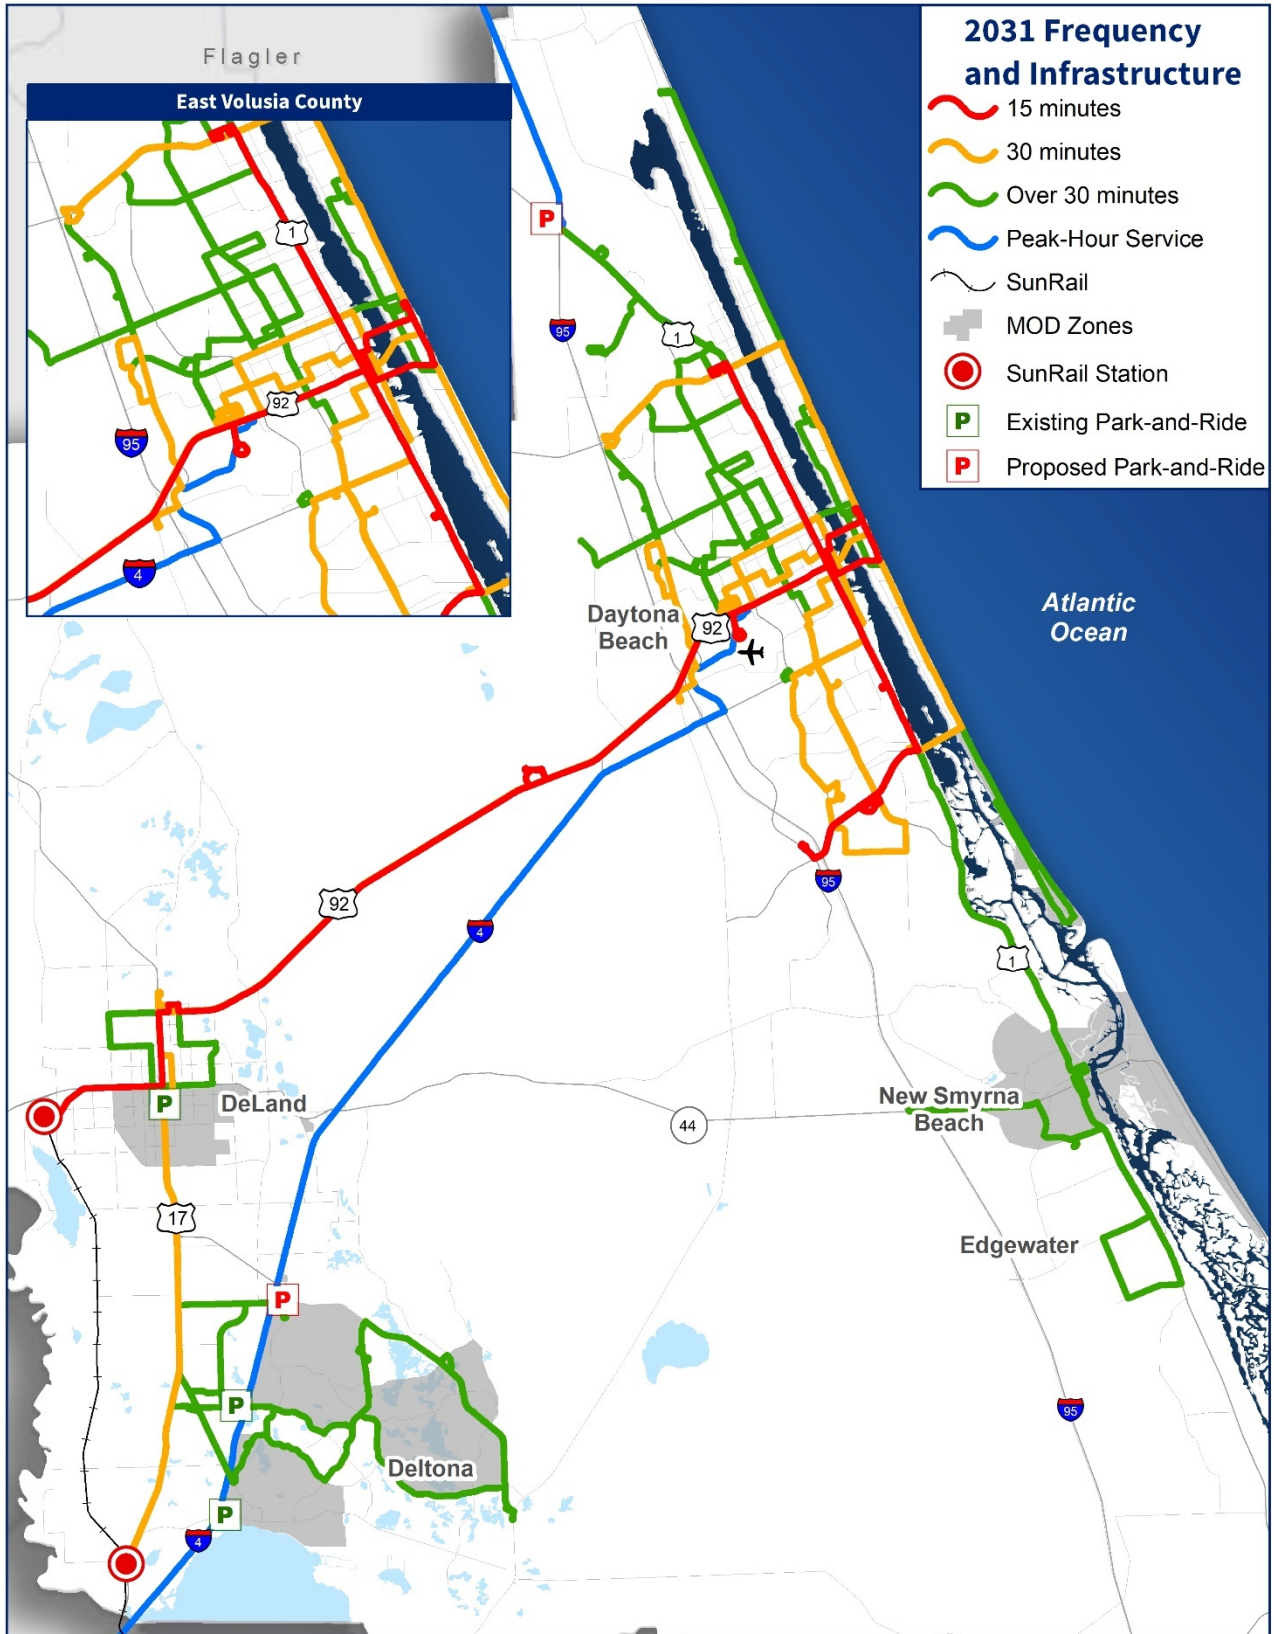 Flagler
East Volusia County
1
92
95
4
2031 Frequency
and Infrastructure
15 minutes
30 minutes
Over 30 minutes
Peak-Hour Service
SunRail
MOD Zones
SunRail Station
P Existing Park-and-Ride
P Proposed Park-and-Ride
P
95
1
Atlantic
Ocean
Daytona
Beach
92
95
92
4
1
P
DeLand
New Smyrna
Beach
44
17
Edgewater
P
P
95
Deltona
P
4